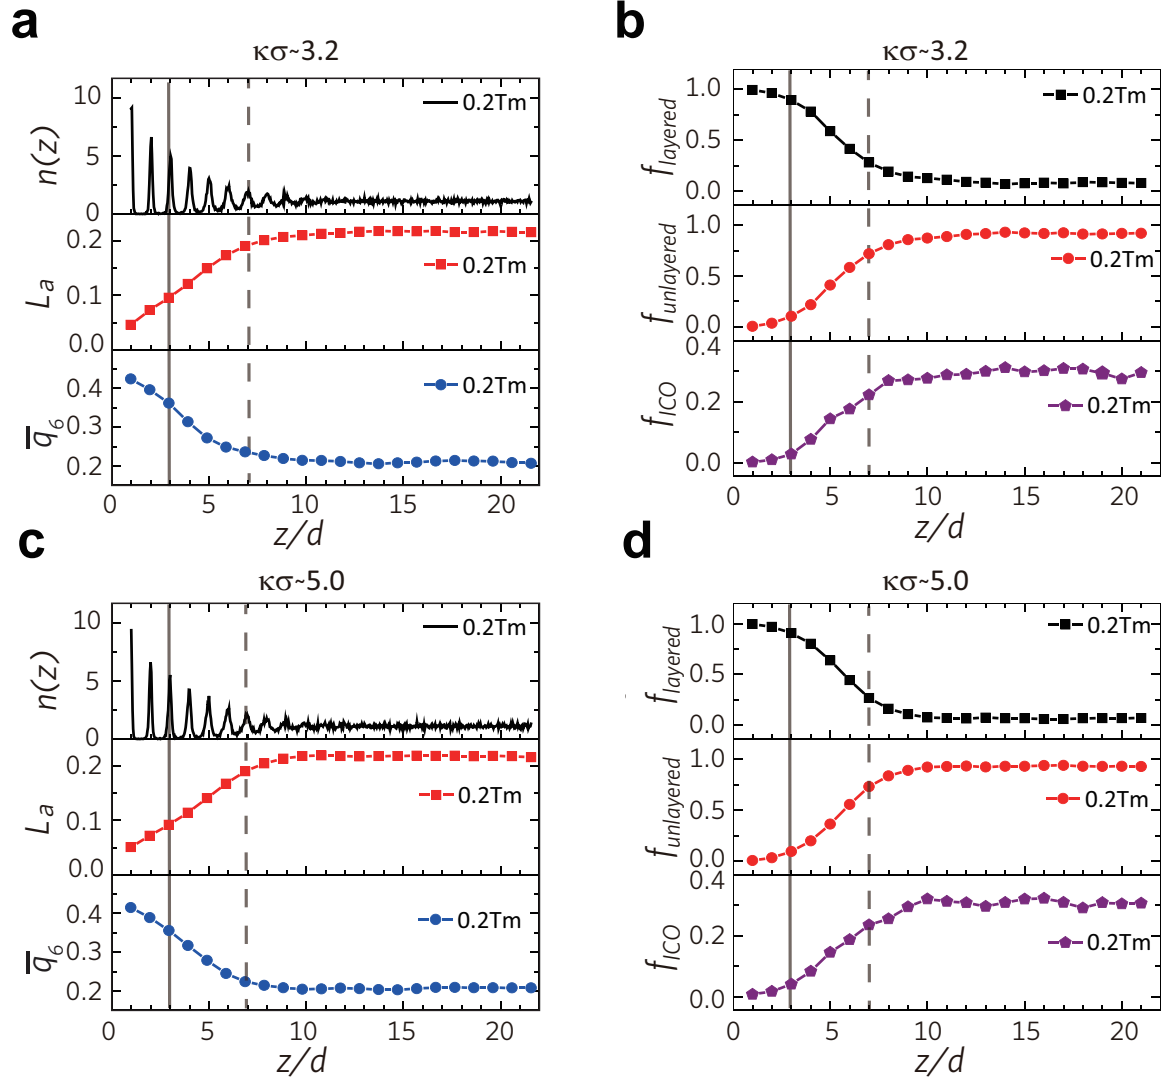 a
κσ~3.2
10
5
0
n(z)
0.2Tm
0.2
0.1
0.0
L_a
0.2Tm
0.4
0.3
0.2
q̅_6
0.2Tm
0 5 10 15 20
z/d
b
κσ~3.2
1.0
0.5
0.0
f_layered
0.2Tm
1.0
0.5
0.0
f_unlayered
0.2Tm
0.4
0.2
0.0
f_ICO
0.2Tm
0 5 10 15 20
z/d
c
κσ~5.0
10
5
0
n(z)
0.2Tm
0.2
0.1
0.0
L_a
0.2Tm
0.4
0.3
0.2
q̅_6
0.2Tm
0 5 10 15 20
z/d
d
κσ~5.0
1.0
0.5
0.0
f_layered
0.2Tm
1.0
0.5
0.0
f_unlayered
0.2Tm
0.4
0.2
0.0
f_ICO
0.2Tm
0 5 10 15 20
z/d